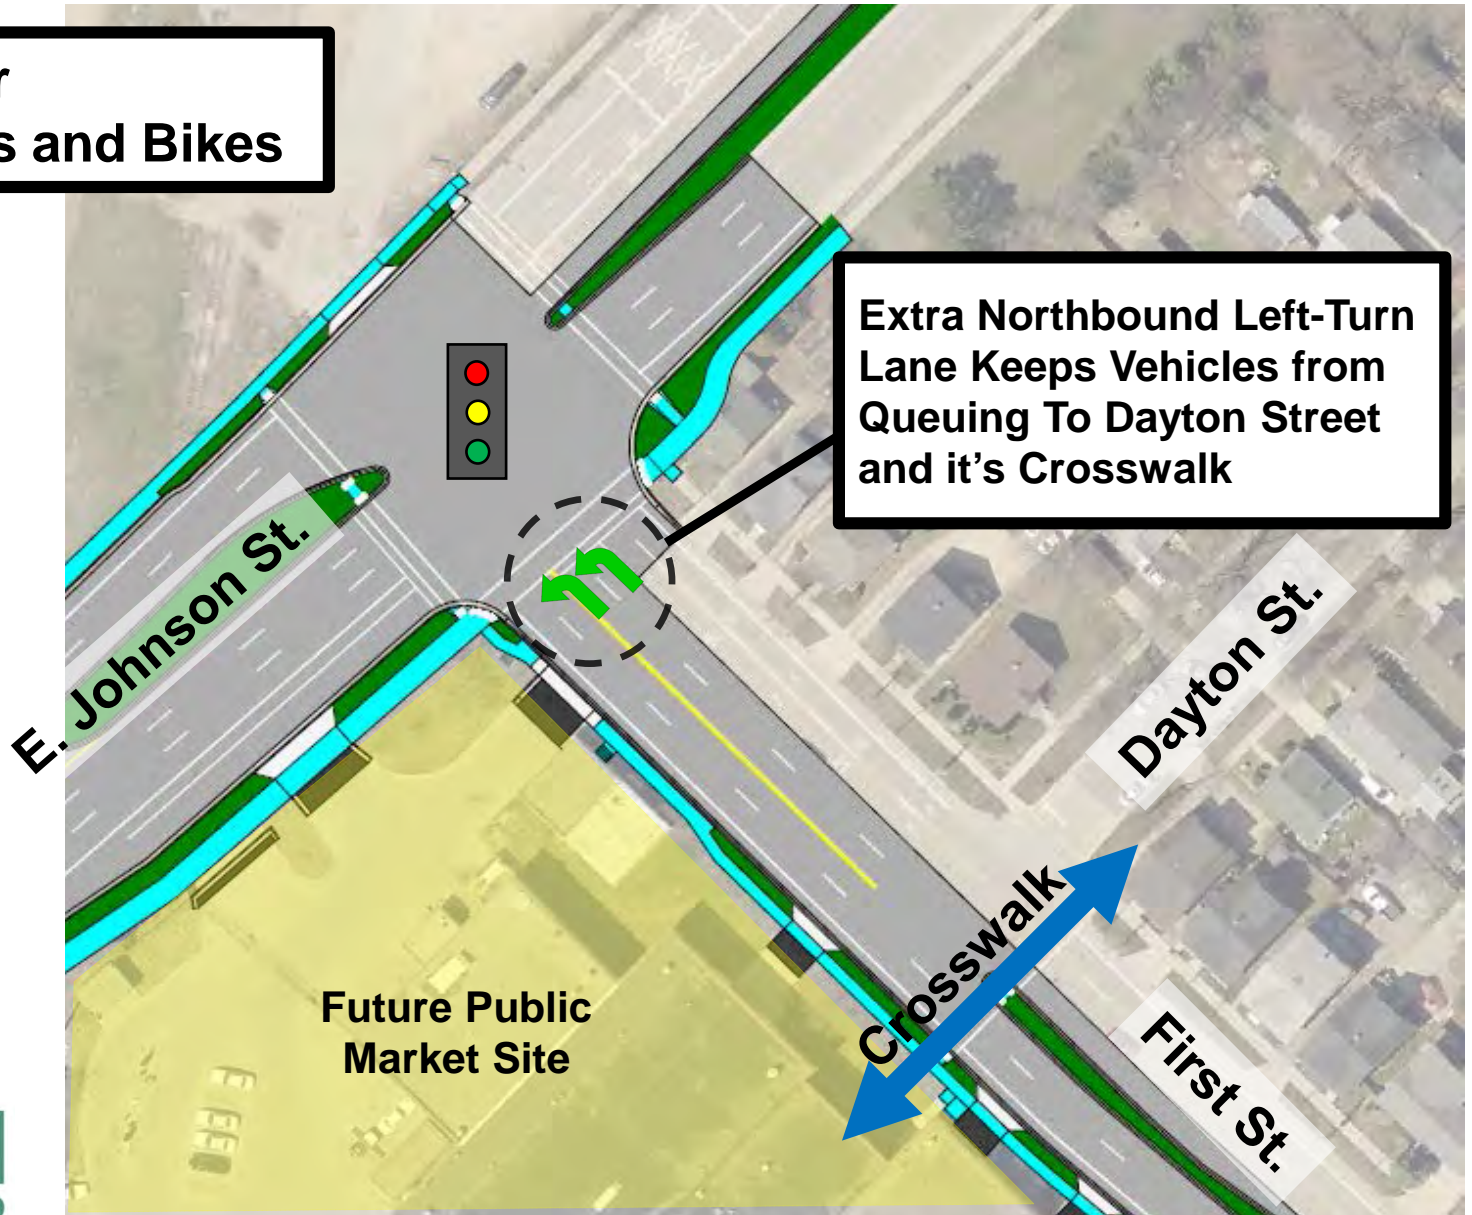 r
s and Bikes
Extra Northbound Left-Turn
Lane Keeps Vehicles from
Queuing To Dayton Street
and it's Crosswalk
E. Johnson St.
Dayton St.
Crosswalk
First St.
Future Public
Market Site